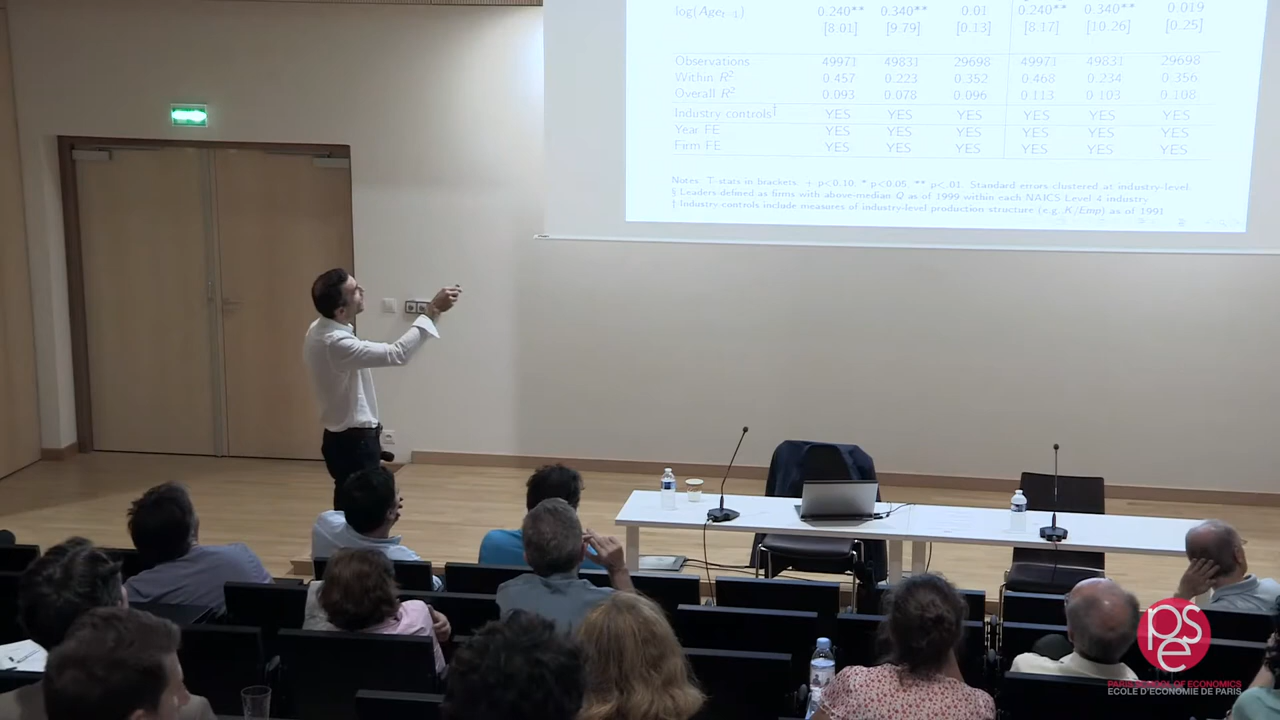 log(Age t-1) 0.240** 0.340** 0.01 0.240** 0.340** 0.019
[8.01] [9.79] [0.13] [8.17] [10.26] [0.25]
Observations 49971 49831 29698 49971 49831 29698
Within R² 0.457 0.223 0.352 0.468 0.234 0.356
Overall R² 0.093 0.078 0.096 0.113 0.103 0.108
Industry controls† YES YES YES YES YES YES
Year FE YES YES YES YES YES YES
Firm FE YES YES YES YES YES YES
Notes: T-stats in brackets. + p<0.10, * p<0.05, ** p<.01. Standard errors clustered at industry-level.
§ Leaders defined as firms with above-median Q as of 1999 within each NAICS Level 4 industry
† Industry controls include measures of industry-level production structure (e.g. K/Emp) as of 1991
pse
PARIS SCHOOL OF ECONOMICS
ECOLE D'ECONOMIE DE PARIS